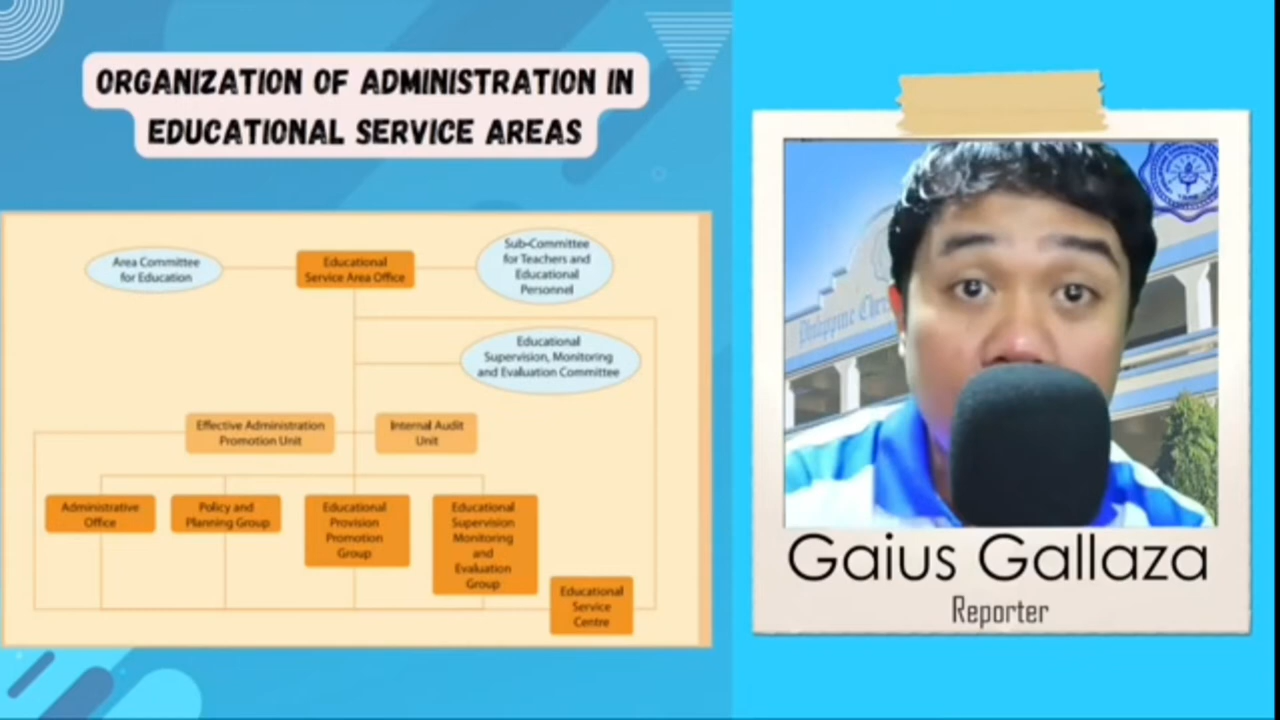 ORGANIZATION OF ADMINISTRATION IN
EDUCATIONAL SERVICE AREAS
Area Committee
for Education
Educational
Service Area Office
Sub-Committee
for Teachers and
Educational
Personnel
Educational
Supervision, Monitoring
and Evaluation Committee
Effective Administration
Promotion Unit
Internal Audit
Unit
Administrative
Office
Policy and
Planning Group
Educational
Provision
Promotion
Group
Educational
Supervision
Monitoring
and
Evaluation
Group
Educational
Service
Centre
Philippine
Gaius Gallaza
Reporter